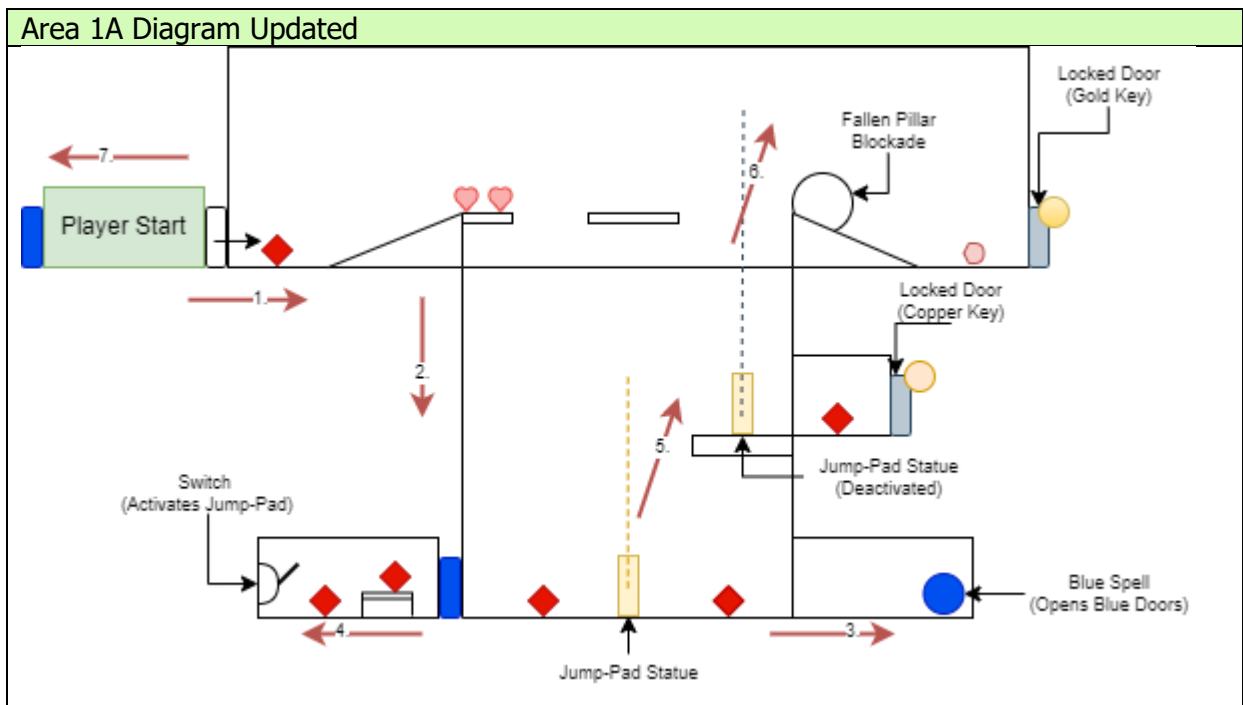 Area 1A Diagram Updated
Locked Door
(Gold Key)
Fallen Pillar
Blockade
7.
6.
Player Start
1.
Locked Door
(Copper Key)
2.
5.
Jump-Pad Statue
(Deactivated)
Switch
(Activates Jump-Pad)
Blue Spell
(Opens Blue Doors)
4.
3.
Jump-Pad Statue